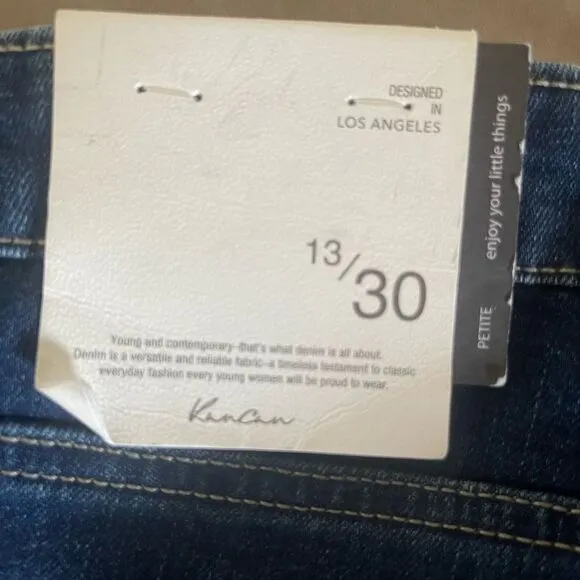 DESIGNED
IN
LOS ANGELES
13/30
Young and contemporary-that's what denim is all about.
Denim is a versatile and reliable fabric-a timeless testament to classic
everyday fashion every young women will be proud to wear.
KanCan
PETITE enjoy your little things